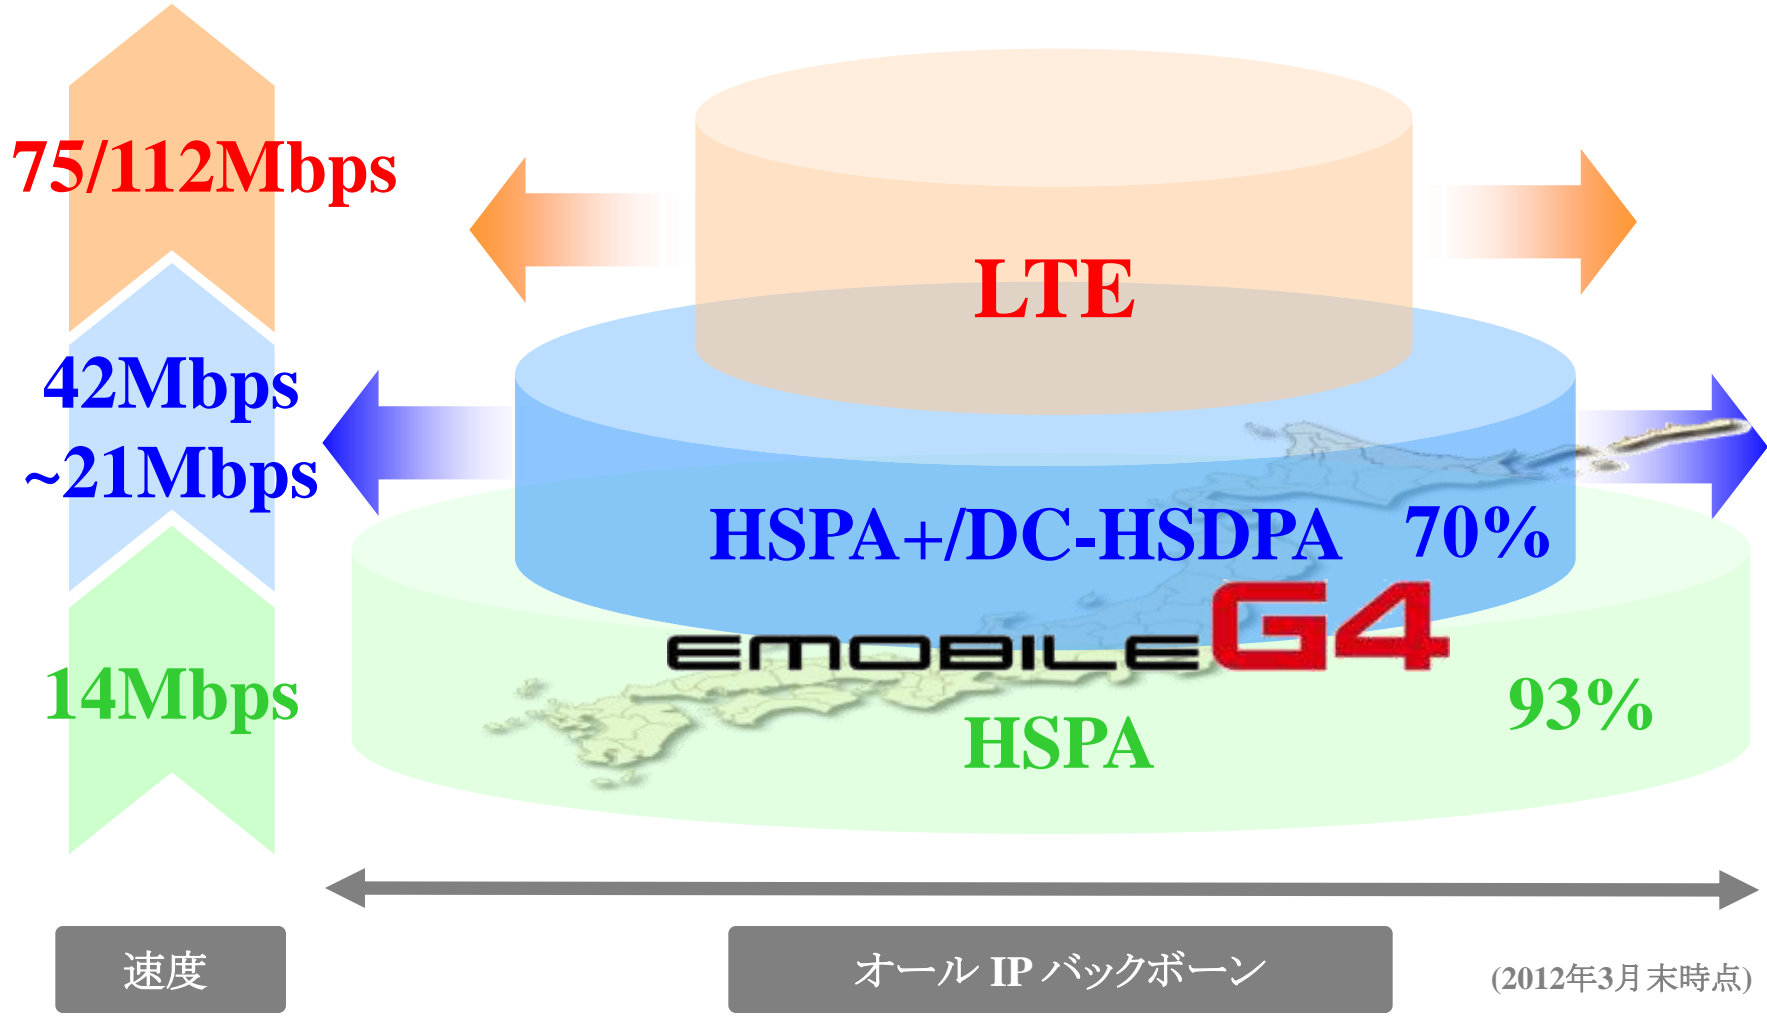 75/112Mbps
LTE
42Mbps
~21Mbps
HSPA+/DC-HSDPA 70%
EMOBILE G4
14Mbps
93%
HSPA
速度
オール IP バックボーン
(2012年3月末時点)